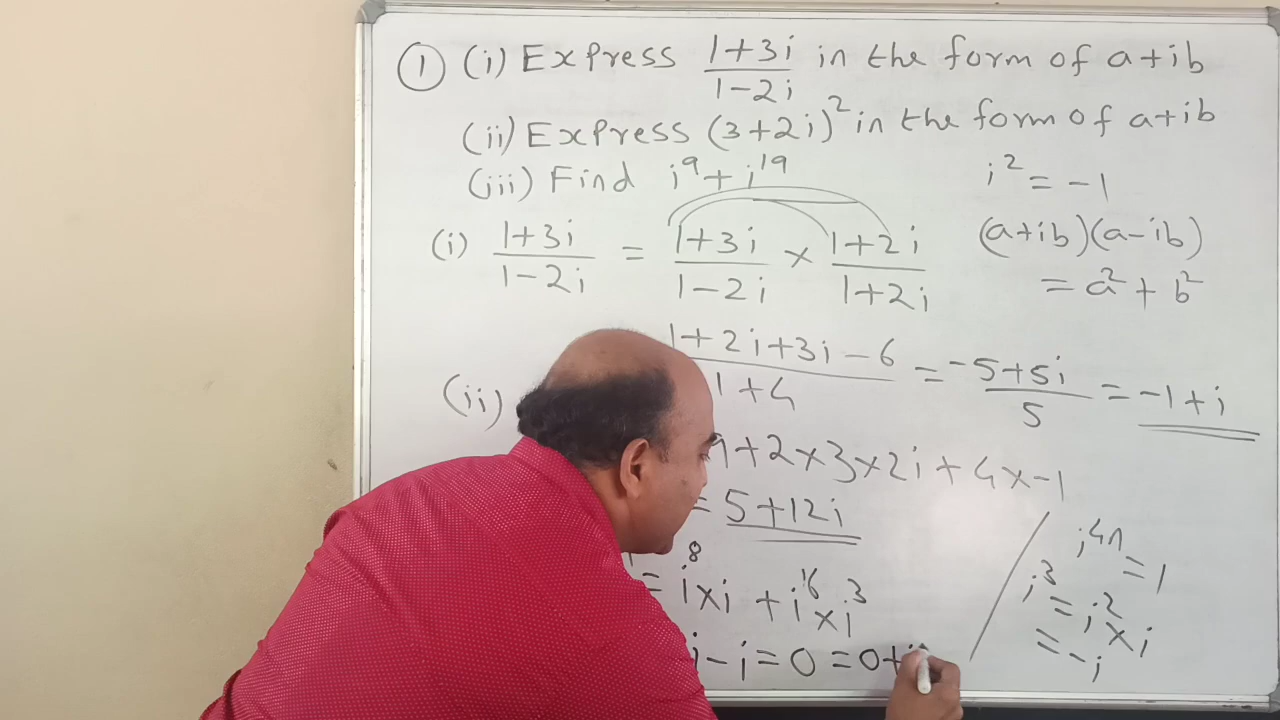 ① (i) Express 1+3i/1-2i in the form of a+ib
(ii) Express (3+2i)² in the form of a+ib
(iii) Find i⁹+i¹⁹
i² = -1
(i) 1+3i/1-2i = 1+3i/1-2i × 1+2i/1+2i
(a+ib)(a-ib)
= a²+b²
1+2i+3i-6/1+4 = -5+5i/5 = -1+i
(ii)
9+2×3×2i+4×-1
= 5+12i
= i⁸×i + i¹⁶×i³
i-i=0=0+i
i⁴ⁿ = 1
i³ = i²×i
= -i